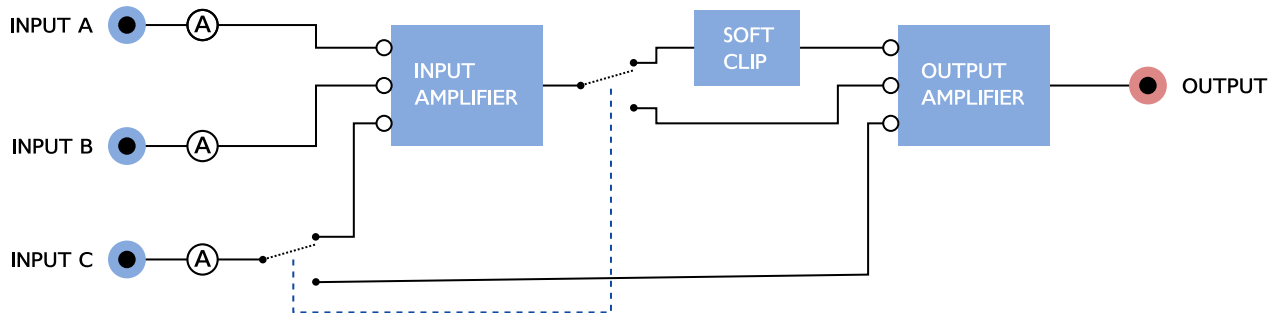 INPUT A
A
INPUT
AMPLIFIER
SOFT
CLIP
OUTPUT
AMPLIFIER
OUTPUT
INPUT B
A
INPUT C
A